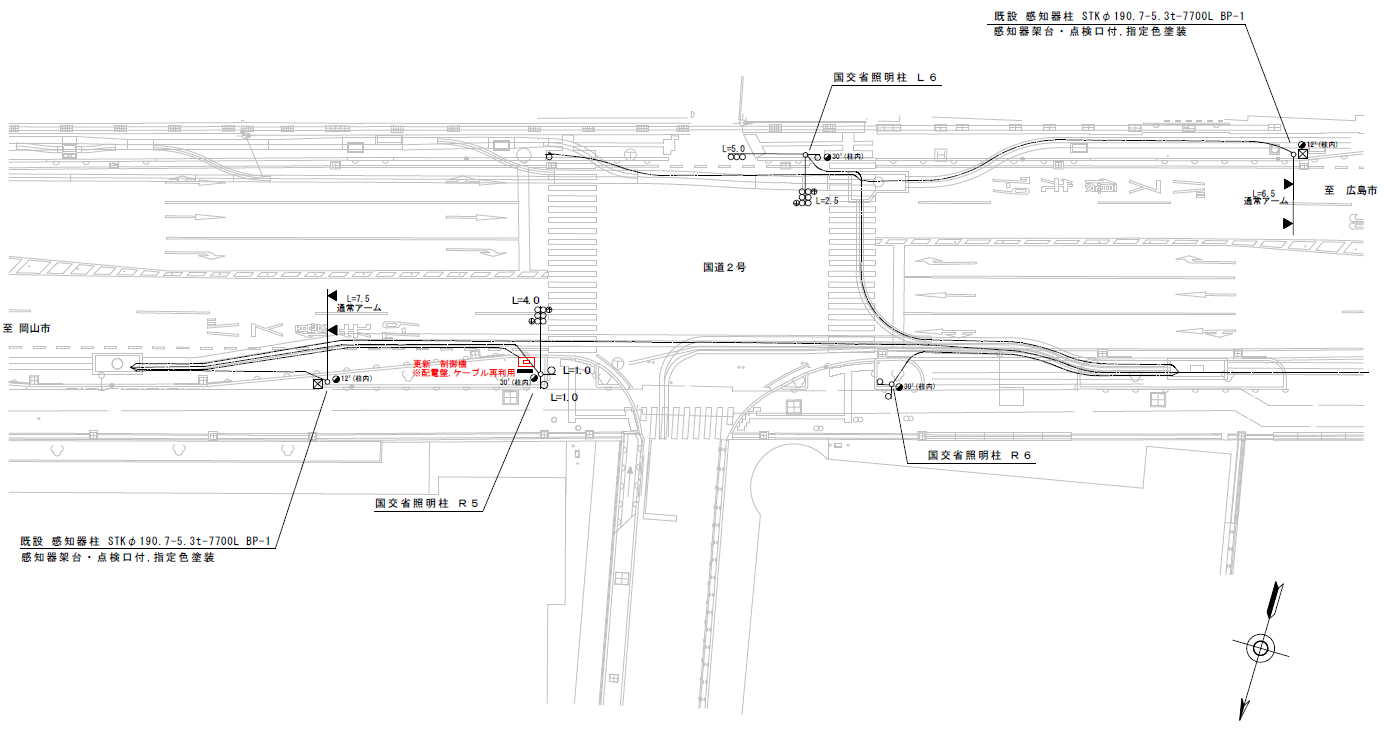 既設 感知器柱 STKφ190.7-5.3t-7700L BP-1
感知器架台・点検口付,指定色塗装
国交省照明柱 L6
L=5.0
30'(柱内)
12'(柱内)
L=2.5
L=6.5
通常アーム
至 広島市
国道2号
L=7.5
通常アーム
L=4.0
至 岡山市
更新 制御機
※配電盤,ケーブル再利用
L=1.0
12'(柱内)
30'(柱内)
30'(柱内)
L=1.0
国交省照明柱 R6
国交省照明柱 R5
既設 感知器柱 STKφ190.7-5.3t-7700L BP-1
感知器架台・点検口付,指定色塗装